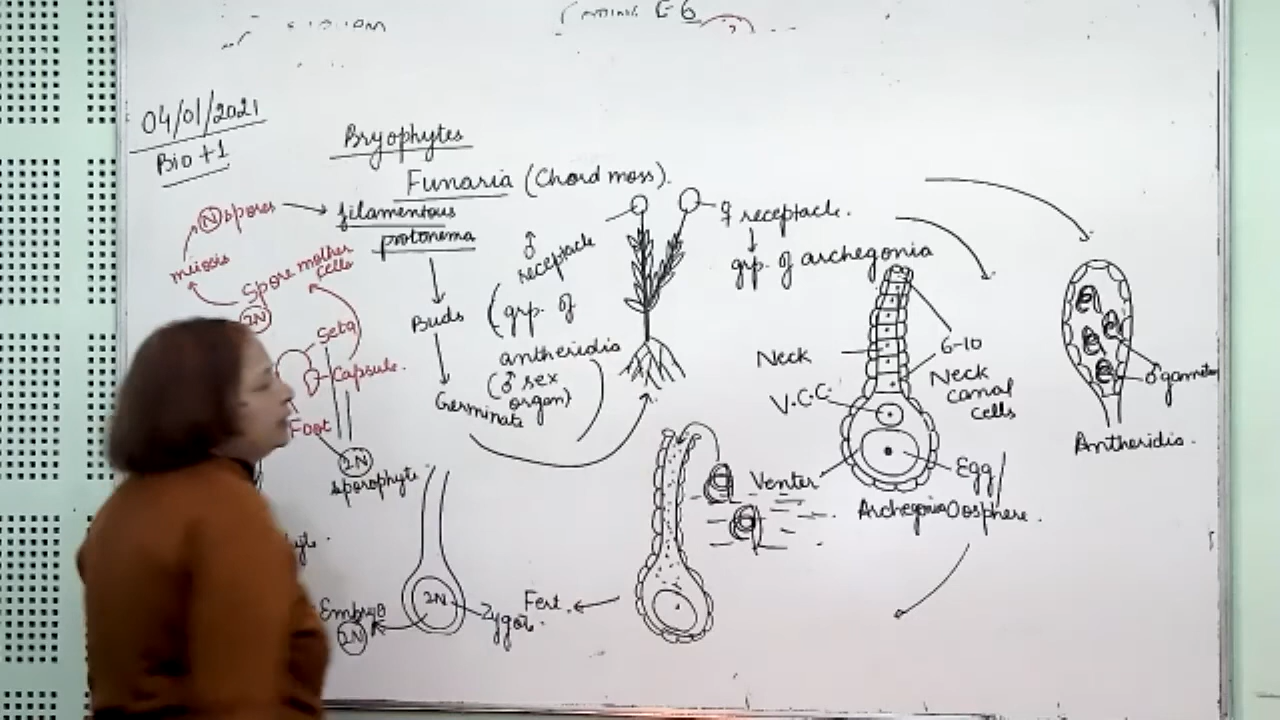 04/01/2021
Bio +1
Bryophytes
Funaria (Chord moss).
N spores
filamentous
protonema
meiosis
Spore mother
cells
2N
Seta
Capsule.
Foot
2N
sporophyte
Buds
Germinate
♂
receptacle
(grp. of
antheridia
(♂ sex
organ)
♀ receptacle.
grp. of archegonia
Neck
V.C.C.
Venter
6-10
Neck
canal
cells
Egg/
Oosphere.
Archegonia
♂ gametes
Antheridia.
Fert.
Zygote.
2N
Embryo
2N